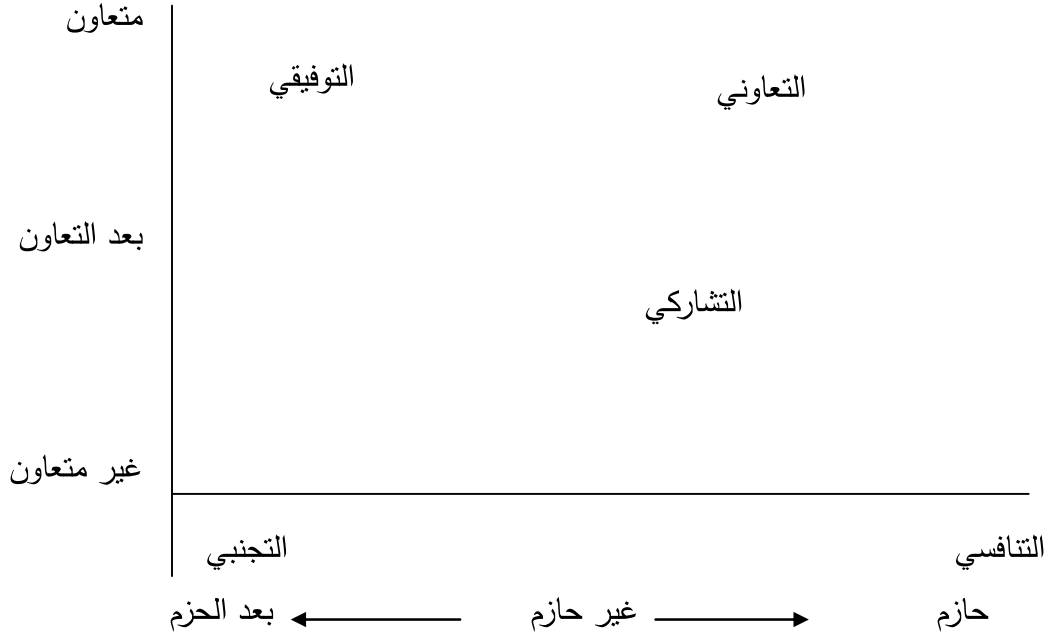 متعاون
التوفيقي
التعاوني
بعد التعاون
التشاركي
غير متعاون
التجنبي
التنافسي
بعد الحزم
غير حازم
حازم